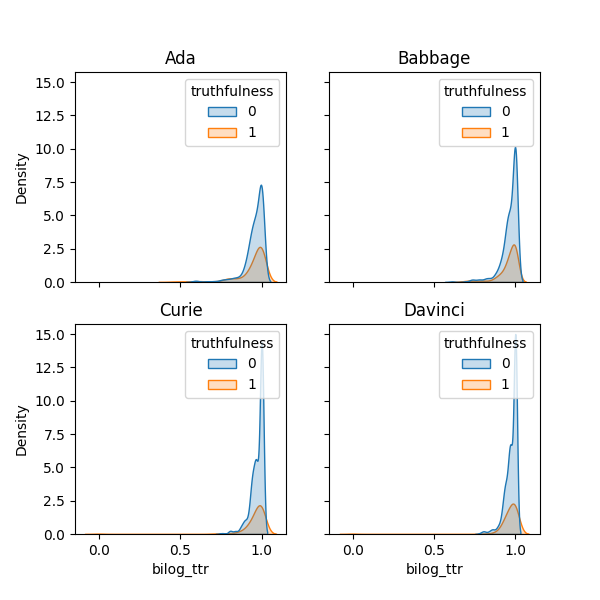 Ada
Babbage
15.0
12.5
10.0
7.5
5.0
2.5
0.0
Density
truthfulness
0
1
truthfulness
0
1
Curie
Davinci
15.0
12.5
10.0
7.5
5.0
2.5
0.0
Density
truthfulness
0
1
truthfulness
0
1
0.0 0.5 1.0
0.0 0.5 1.0
bilog_ttr
bilog_ttr